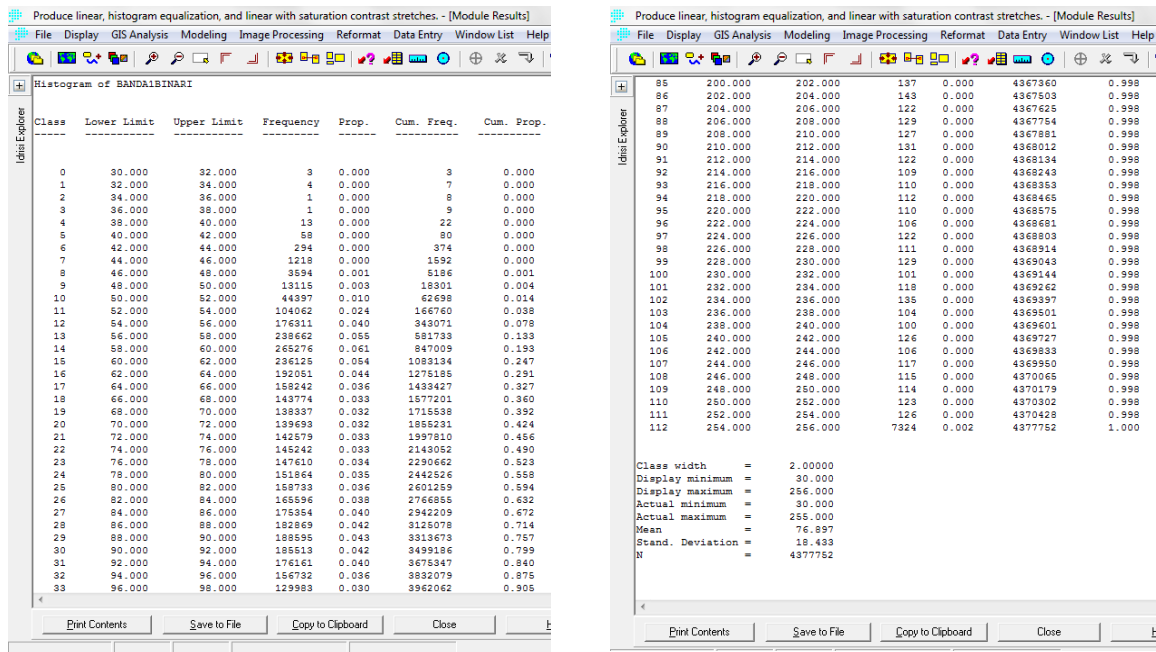 Produce linear, histogram equalization, and linear with saturation contrast stretches. - [Module Results]
File Display GIS Analysis Modeling Image Processing Reformat Data Entry Window List Help
Idrisi Explorer
Histogram of BANDA1BINARI
Class Lower Limit Upper Limit Frequency Prop. Cum. Freq. Cum. Prop.
----- ----------- ----------- --------- ----- ---------- ----------
0 30.000 32.000 3 0.000 3 0.000
1 32.000 34.000 4 0.000 7 0.000
2 34.000 36.000 1 0.000 8 0.000
3 36.000 38.000 1 0.000 9 0.000
4 38.000 40.000 13 0.000 22 0.000
5 40.000 42.000 58 0.000 80 0.000
6 42.000 44.000 294 0.000 374 0.000
7 44.000 46.000 1218 0.000 1592 0.000
8 46.000 48.000 3594 0.001 5186 0.001
9 48.000 50.000 13115 0.003 18301 0.004
10 50.000 52.000 44397 0.010 62698 0.014
11 52.000 54.000 104062 0.024 166760 0.038
12 54.000 56.000 176311 0.040 343071 0.078
13 56.000 58.000 238662 0.055 581733 0.133
14 58.000 60.000 265276 0.061 847009 0.193
15 60.000 62.000 236125 0.054 1083134 0.247
16 62.000 64.000 192051 0.044 1275185 0.291
17 64.000 66.000 158242 0.036 1433427 0.327
18 66.000 68.000 143774 0.033 1577201 0.360
19 68.000 70.000 138337 0.032 1715538 0.392
20 70.000 72.000 139693 0.032 1855231 0.424
21 72.000 74.000 142579 0.033 1997810 0.456
22 74.000 76.000 145242 0.033 2143052 0.490
23 76.000 78.000 147610 0.034 2290662 0.523
24 78.000 80.000 151864 0.035 2442526 0.558
25 80.000 82.000 158733 0.036 2601259 0.594
26 82.000 84.000 165596 0.038 2766855 0.632
27 84.000 86.000 175354 0.040 2942209 0.672
28 86.000 88.000 182869 0.042 3125078 0.714
29 88.000 90.000 188595 0.043 3313673 0.757
30 90.000 92.000 185513 0.042 3499186 0.799
31 92.000 94.000 176161 0.040 3675347 0.840
32 94.000 96.000 156732 0.036 3832079 0.875
33 96.000 98.000 129983 0.030 3962062 0.905
Print Contents Save to File Copy to Clipboard Close
Produce linear, histogram equalization, and linear with saturation contrast stretches. - [Module Results]
File Display GIS Analysis Modeling Image Processing Reformat Data Entry Window List Help
Idrisi Explorer
85 200.000 202.000 137 0.000 4367360 0.998
86 202.000 204.000 143 0.000 4367503 0.998
87 204.000 206.000 122 0.000 4367625 0.998
88 206.000 208.000 129 0.000 4367754 0.998
89 208.000 210.000 127 0.000 4367881 0.998
90 210.000 212.000 131 0.000 4368012 0.998
91 212.000 214.000 122 0.000 4368134 0.998
92 214.000 216.000 109 0.000 4368243 0.998
93 216.000 218.000 110 0.000 4368353 0.998
94 218.000 220.000 112 0.000 4368465 0.998
95 220.000 222.000 110 0.000 4368575 0.998
96 222.000 224.000 106 0.000 4368681 0.998
97 224.000 226.000 122 0.000 4368803 0.998
98 226.000 228.000 111 0.000 4368914 0.998
99 228.000 230.000 129 0.000 4369043 0.998
100 230.000 232.000 101 0.000 4369144 0.998
101 232.000 234.000 118 0.000 4369262 0.998
102 234.000 236.000 135 0.000 4369397 0.998
103 236.000 238.000 104 0.000 4369501 0.998
104 238.000 240.000 100 0.000 4369601 0.998
105 240.000 242.000 126 0.000 4369727 0.998
106 242.000 244.000 106 0.000 4369833 0.998
107 244.000 246.000 117 0.000 4369950 0.998
108 246.000 248.000 115 0.000 4370065 0.998
109 248.000 250.000 114 0.000 4370179 0.998
110 250.000 252.000 123 0.000 4370302 0.998
111 252.000 254.000 126 0.000 4370428 0.998
112 254.000 256.000 7324 0.002 4377752 1.000
Class width = 2.00000
Display minimum = 30.000
Display maximum = 256.000
Actual minimum = 30.000
Actual maximum = 255.000
Mean = 76.897
Stand. Deviation = 18.433
N = 4377752
Print Contents Save to File Copy to Clipboard Close